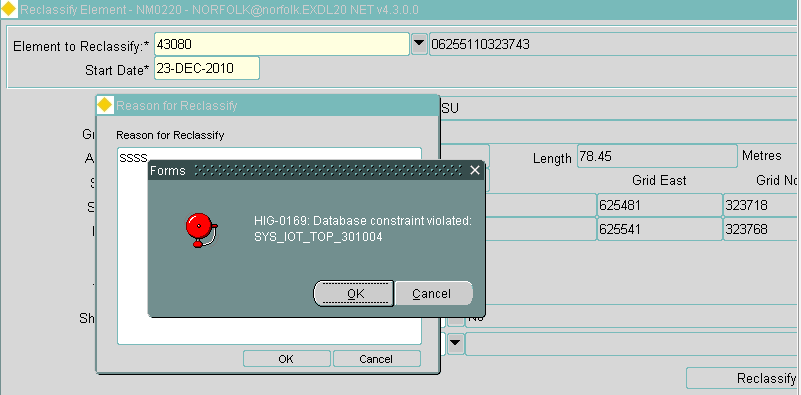 Reclassify Element - NM0220 - NORFOLK@norfolk.EXDL20 NET v4.3.0.0
Element to Reclassify:* 43080 06255110323743
Start Date* 23-DEC-2010
Reason for Reclassify
SU
Reason for Reclassify
SSSS
Length 78.45 Metres
Forms
Grid East Grid No
625481 323718
HIG-0169: Database constraint violated:
SYS_IOT_TOP_301004
625541 323768
OK Cancel
Sh No
OK Cancel
Reclassify